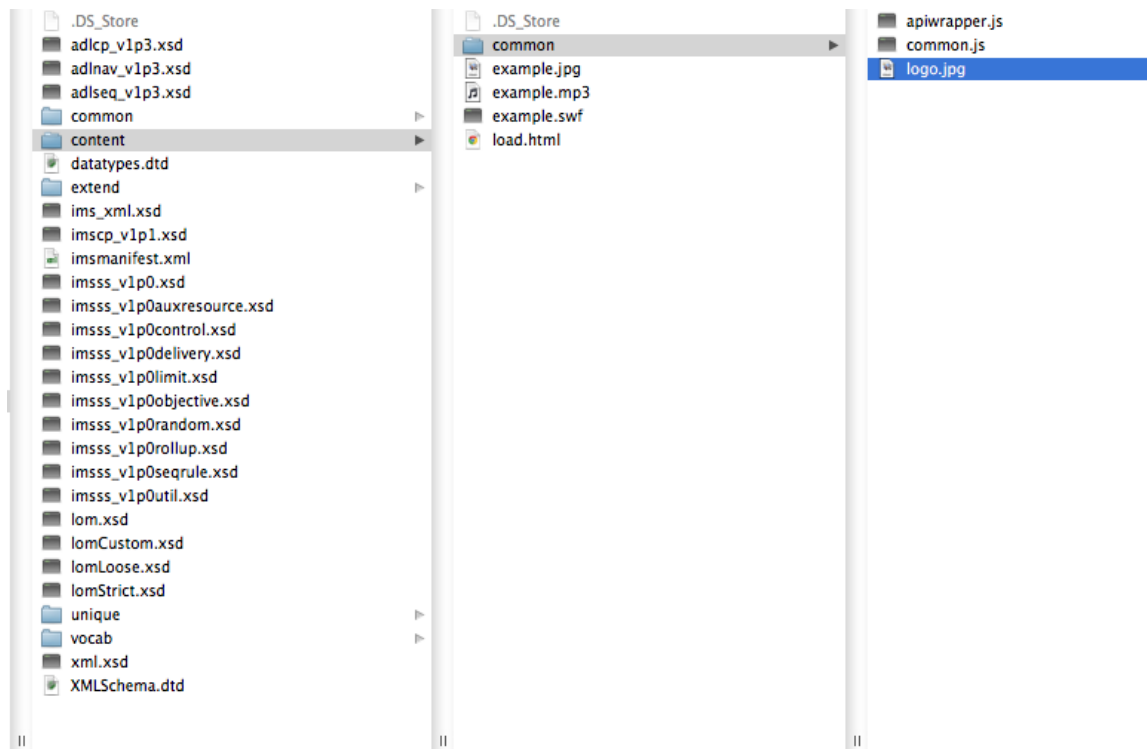 .DS_Store
adlcp_v1p3.xsd
adlnav_v1p3.xsd
adlseq_v1p3.xsd
common
content
datatypes.dtd
extend
ims_xml.xsd
imscp_v1p1.xsd
imsmanifest.xml
imsss_v1p0.xsd
imsss_v1p0auxresource.xsd
imsss_v1p0control.xsd
imsss_v1p0delivery.xsd
imsss_v1p0limit.xsd
imsss_v1p0objective.xsd
imsss_v1p0random.xsd
imsss_v1p0rollup.xsd
imsss_v1p0seqrule.xsd
imsss_v1p0util.xsd
lom.xsd
lomCustom.xsd
lomLoose.xsd
lomStrict.xsd
unique
vocab
xml.xsd
XMLSchema.dtd
.DS_Store
common
example.jpg
example.mp3
example.swf
load.html
apiwrapper.js
common.js
logo.jpg